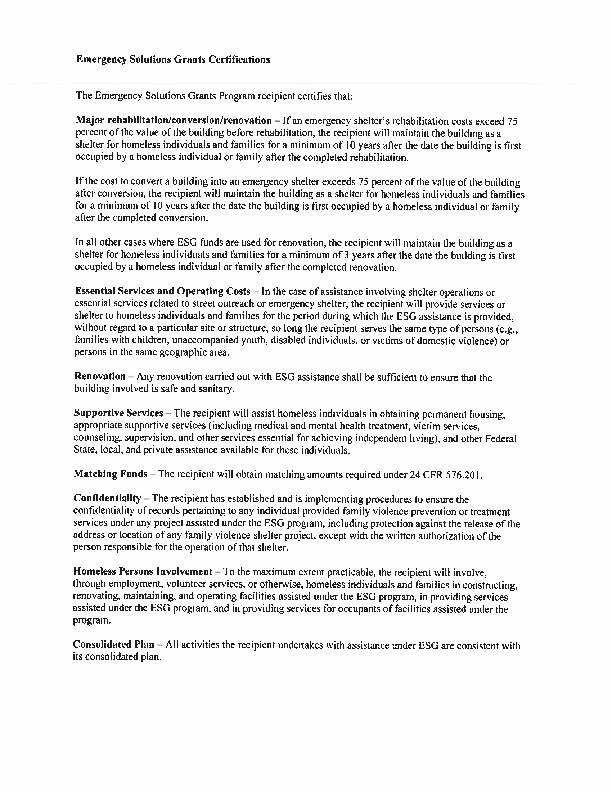 Emergency Solutions Grants Certifications
The Emergency Solutions Grants Program recipient certifies that:
Major rehabilitation/conversion/renovation – If an emergency shelter's rehabilitation costs exceed 75
percent of the value of the building before rehabilitation, the recipient will maintain the building as a
shelter for homeless individuals and families for a minimum of 10 years after the date the building is first
occupied by a homeless individual or family after the completed rehabilitation.
If the cost to convert a building into an emergency shelter exceeds 75 percent of the value of the building
after conversion, the recipient will maintain the building as a shelter for homeless individuals and families
for a minimum of 10 years after the date the building is first occupied by a homeless individual or family
after the completed conversion.
In all other cases where ESG funds are used for renovation, the recipient will maintain the building as a
shelter for homeless individuals and families for a minimum of 3 years after the date the building is first
occupied by a homeless individual or family after the completed renovation.
Essential Services and Operating Costs – In the case of assistance involving shelter operations or
essential services related to street outreach or emergency shelter, the recipient will provide services or
shelter to homeless individuals and families for the period during which the ESG assistance is provided,
without regard to a particular site or structure, so long the recipient serves the same type of persons (e.g.,
families with children, unaccompanied youth, disabled individuals, or victims of domestic violence) or
persons in the same geographic area.
Renovation – Any renovation carried out with ESG assistance shall be sufficient to ensure that the
building involved is safe and sanitary.
Supportive Services – The recipient will assist homeless individuals in obtaining permanent housing,
appropriate supportive services (including medical and mental health treatment, victim services,
counseling, supervision, and other services essential for achieving independent living), and other Federal
State, local, and private assistance available for these individuals.
Matching Funds – The recipient will obtain matching amounts required under 24 CFR 576.201.
Confidentiality – The recipient has established and is implementing procedures to ensure the
confidentiality of records pertaining to any individual provided family violence prevention or treatment
services under any project assisted under the ESG program, including protection against the release of the
address or location of any family violence shelter project, except with the written authorization of the
person responsible for the operation of that shelter.
Homeless Persons Involvement – To the maximum extent practicable, the recipient will involve,
through employment, volunteer services, or otherwise, homeless individuals and families in constructing,
renovating, maintaining, and operating facilities assisted under the ESG program, in providing services
assisted under the ESG program, and in providing services for occupants of facilities assisted under the
program.
Consolidated Plan – All activities the recipient undertakes with assistance under ESG are consistent with
its consolidated plan.